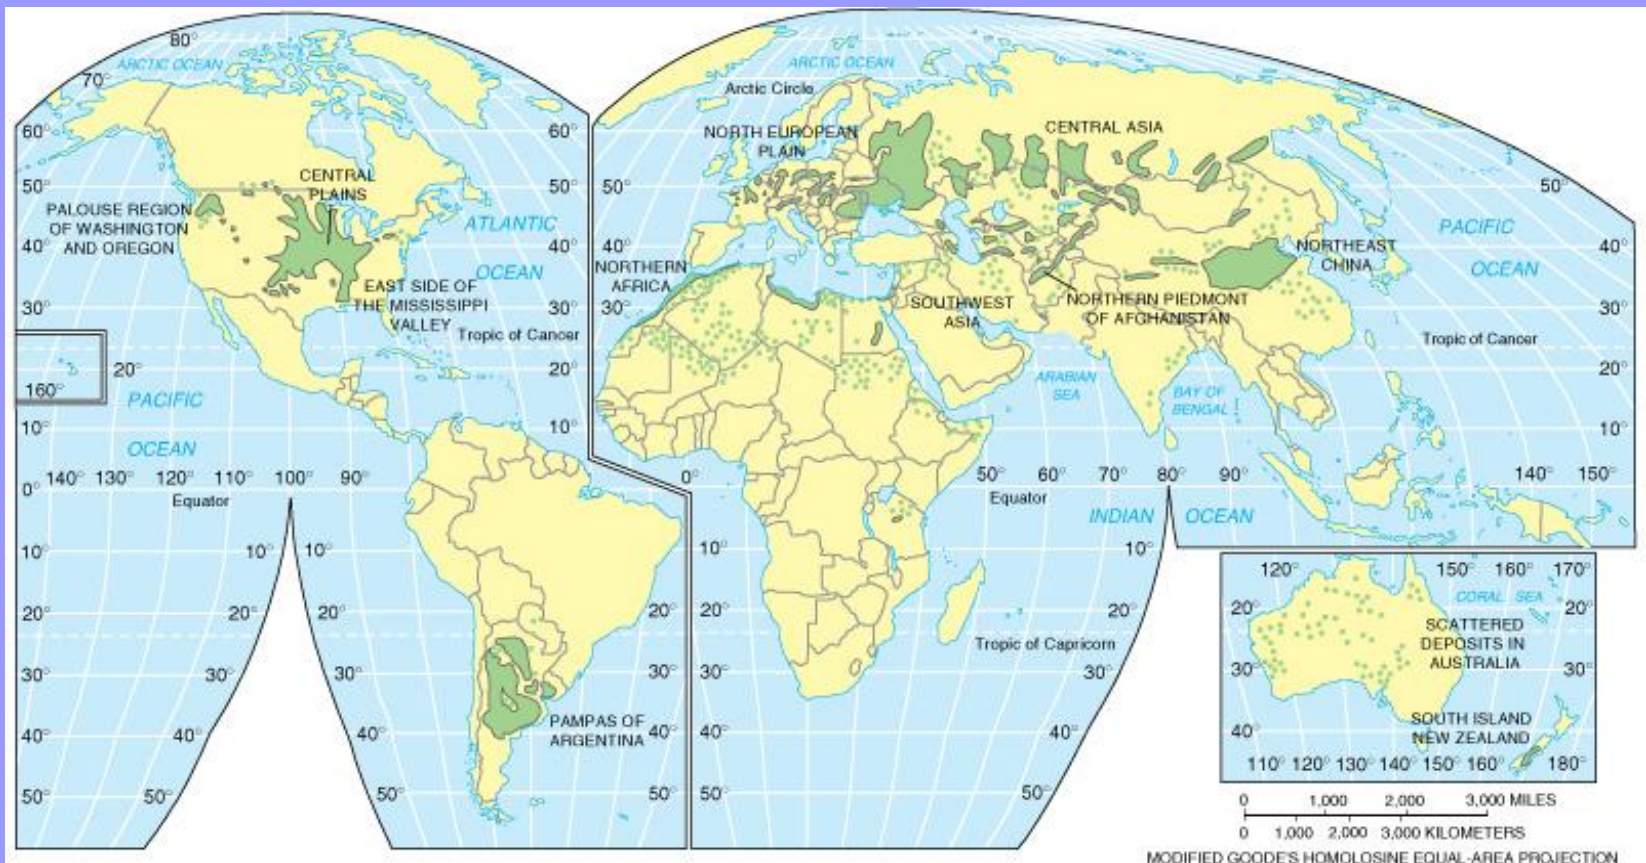 80°
ARCTIC OCEAN
70°
60°
60°
50°
50°
40°
40°
30°
30°
20°
20°
160°
10°
10°
CENTRAL
PLAINS
PALOUSE REGION
OF WASHINGTON
AND OREGON
ATLANTIC
OCEAN
EAST SIDE OF
THE MISSISSIPPI
VALLEY
Tropic of Cancer
PACIFIC
OCEAN
0°
140°
130°
120°
110°
100°
90°
Equator
10°
10°
10°
20°
20°
20°
20°
30°
30°
30°
30°
40°
40°
40°
40°
50°
50°
50°
50°
PAMPAS OF
ARGENTINA
ARCTIC OCEAN
Arctic Circle
60°
NORTH EUROPEAN
PLAIN
CENTRAL ASIA
50°
50°
PACIFIC
OCEAN
40°
40°
NORTHERN
AFRICA
NORTHEAST
CHINA
30°
30°
SOUTHWEST
ASIA
NORTHERN PIEDMONT
OF AFGHANISTAN
Tropic of Cancer
20°
ARABIAN
SEA
BAY OF
BENGAL
10°
0°
50°
60°
70°
80°
90°
140°
150°
Equator
INDIAN
OCEAN
10°
10°
20°
20°
Tropic of Capricorn
30°
30°
40°
40°
50°
50°
120°
150°
160°
170°
CORAL SEA
20°
20°
SCATTERED
DEPOSITS IN
AUSTRALIA
30°
30°
SOUTH ISLAND
NEW ZEALAND
40°
110°
120°
130°
140°
150°
160°
180°
0
1,000
2,000
3,000 MILES
0
1,000
2,000
3,000 KILOMETERS
MODIFIED GOODE'S HOMOLOSINE EQUAL-AREA PROJECTION